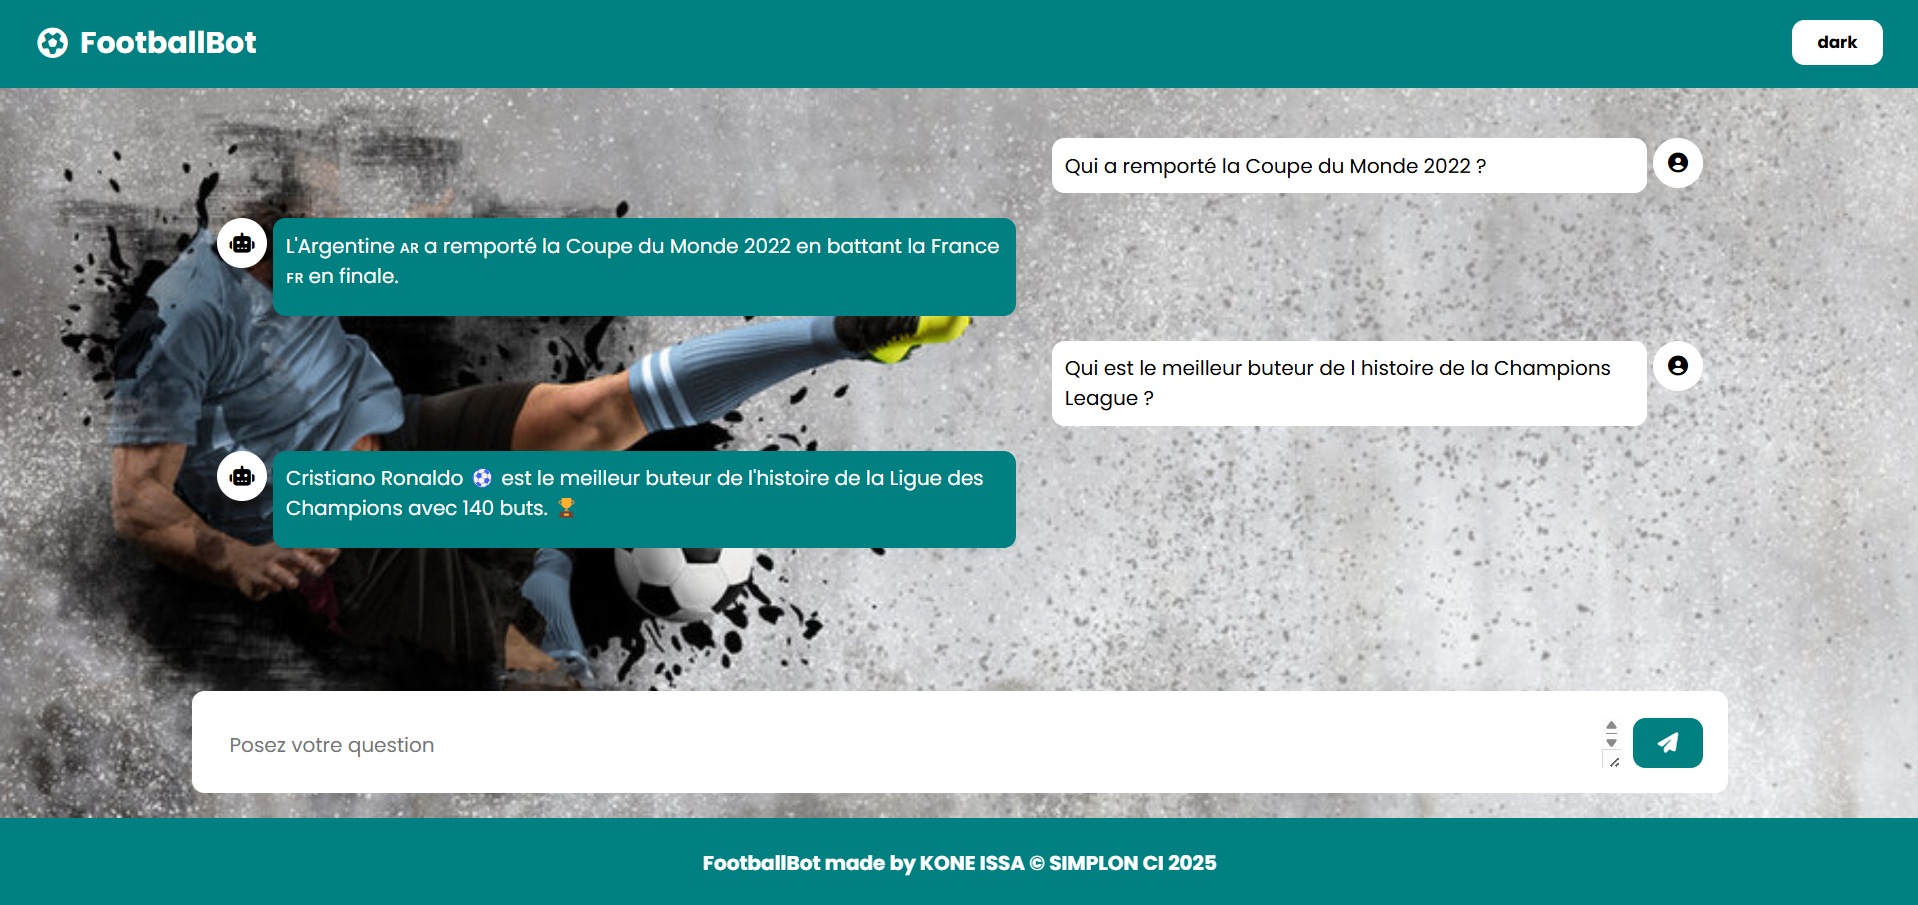 FootballBot
dark
Qui a remporté la Coupe du Monde 2022 ?
L'Argentine AR a remporté la Coupe du Monde 2022 en battant la France
FR en finale.
Qui est le meilleur buteur de l histoire de la Champions
League ?
Cristiano Ronaldo ⚽ est le meilleur buteur de l'histoire de la Ligue des
Champions avec 140 buts. 🏆
Posez votre question
FootballBot made by KONE ISSA © SIMPLON CI 2025